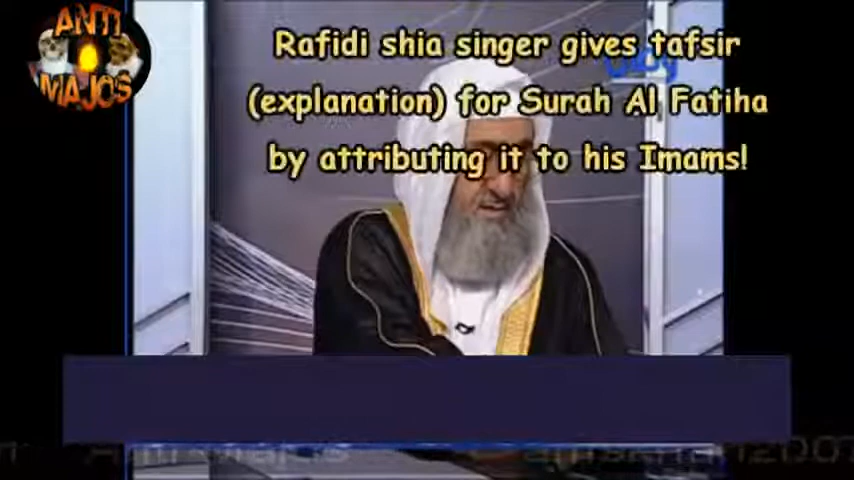 ANTI
MAJOS
Rafidi shia singer gives tafsir
(explanation) for Surah Al Fatiha
by attributing it to his Imams!